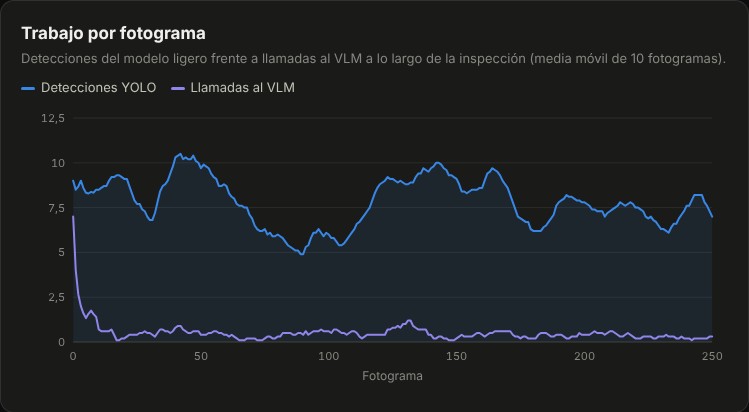 Trabajo por fotograma
Detecciones del modelo ligero frente a llamadas al VLM a lo largo de la inspección (media móvil de 10 fotogramas).
Detecciones YOLO Llamadas al VLM
12,5
10
7,5
5
2,5
0
0 50 100 150 200 250
Fotograma